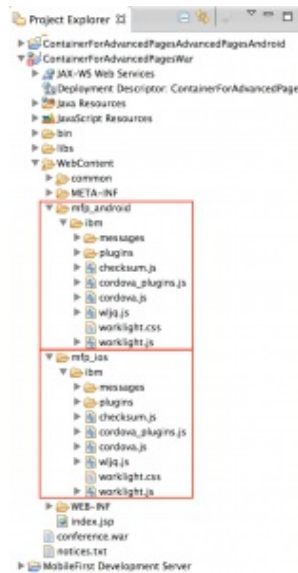 Project Explorer
ContainerForAdvancedPagesAdvancedPagesAndroid
ContainerForAdvancedPagesWar
JAX-WS Web Services
Deployment Descriptor: ContainerForAdvancedPage
Java Resources
JavaScript Resources
bin
libs
WebContent
common
META-INF
mfp_android
ibm
messages
plugins
checksum.js
cordova_plugins.js
cordova.js
wljq.js
worklight.css
worklight.js
mfp_ios
ibm
messages
plugins
checksum.js
cordova_plugins.js
cordova.js
wljq.js
worklight.css
worklight.js
WEB-INF
index.jsp
conference.war
notices.txt
MobileFirst Development Server